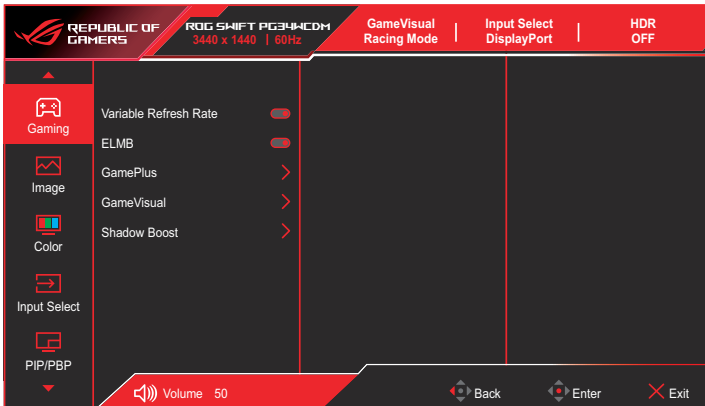 REPUBLIC OF
GAMERS
ROG SWIFT PG34WCDM
3440 x 1440 | 60Hz
GameVisual
Racing Mode
Input Select
DisplayPort
HDR
OFF
Gaming
Image
Color
Input Select
PIP/PBP
Variable Refresh Rate
ELMB
GamePlus
GameVisual
Shadow Boost
Volume 50
Back
Enter
Exit